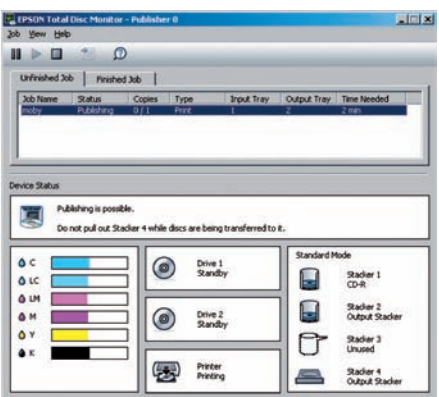 EPSON Total Disc Monitor - Publisher 0
Job View Help
Unfinished Job Finished Job
Job Name Status Copies Type Input Tray Output Tray Time Needed
moby Publishing 0 / 1 Print 1 2 2 min
Device Status
Publishing is possible.
Do not pull out Stacker 4 while discs are being transferred to it.
C
LC
LM
M
Y
K
Drive 1
Standby
Drive 2
Standby
Printer
Printing
Standard Mode
Stacker 1
CD-R
Stacker 2
Output Stacker
Stacker 3
Unused
Stacker 4
Output Stacker